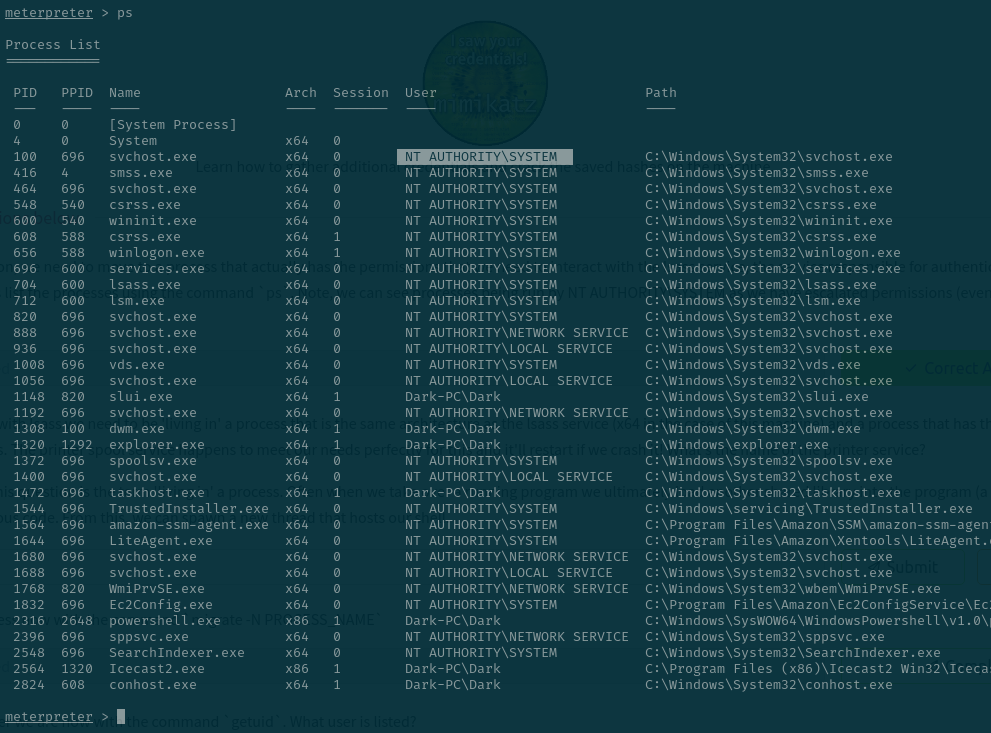 meterpreter > ps
Process List
PID PPID Name Arch Session User Path
0 0 [System Process]
4 0 System x64 0
100 696 svchost.exe x64 0 NT AUTHORITY\SYSTEM C:\Windows\System32\svchost.exe
416 4 smss.exe x64 0 NT AUTHORITY\SYSTEM C:\Windows\System32\smss.exe
464 696 svchost.exe x64 0 NT AUTHORITY\SYSTEM C:\Windows\System32\svchost.exe
548 540 csrss.exe x64 0 NT AUTHORITY\SYSTEM C:\Windows\System32\csrss.exe
600 540 wininit.exe x64 0 NT AUTHORITY\SYSTEM C:\Windows\System32\wininit.exe
608 588 csrss.exe x64 1 NT AUTHORITY\SYSTEM C:\Windows\System32\csrss.exe
656 588 winlogon.exe x64 1 NT AUTHORITY\SYSTEM C:\Windows\System32\winlogon.exe
696 600 services.exe x64 0 NT AUTHORITY\SYSTEM C:\Windows\System32\services.exe
704 600 lsass.exe x64 0 NT AUTHORITY\SYSTEM C:\Windows\System32\lsass.exe
712 600 lsm.exe x64 0 NT AUTHORITY\SYSTEM C:\Windows\System32\lsm.exe
820 696 svchost.exe x64 0 NT AUTHORITY\SYSTEM C:\Windows\System32\svchost.exe
888 696 svchost.exe x64 0 NT AUTHORITY\NETWORK SERVICE C:\Windows\System32\svchost.exe
936 696 svchost.exe x64 0 NT AUTHORITY\LOCAL SERVICE C:\Windows\System32\svchost.exe
1008 696 vds.exe x64 0 NT AUTHORITY\SYSTEM C:\Windows\System32\vds.exe
1056 696 svchost.exe x64 0 NT AUTHORITY\LOCAL SERVICE C:\Windows\System32\svchost.exe
1148 820 slui.exe x64 1 Dark-PC\Dark C:\Windows\System32\slui.exe
1192 696 svchost.exe x64 0 NT AUTHORITY\NETWORK SERVICE C:\Windows\System32\svchost.exe
1308 100 dwm.exe x64 1 Dark-PC\Dark C:\Windows\System32\dwm.exe
1320 1292 explorer.exe x64 1 Dark-PC\Dark C:\Windows\explorer.exe
1372 696 spoolsv.exe x64 0 NT AUTHORITY\SYSTEM C:\Windows\System32\spoolsv.exe
1400 696 svchost.exe x64 0 NT AUTHORITY\LOCAL SERVICE C:\Windows\System32\svchost.exe
1472 696 taskhost.exe x64 1 Dark-PC\Dark C:\Windows\System32\taskhost.exe
1544 696 TrustedInstaller.exe x64 0 NT AUTHORITY\SYSTEM C:\Windows\servicing\TrustedInstaller.exe
1564 696 amazon-ssm-agent.exe x64 0 NT AUTHORITY\SYSTEM C:\Program Files\Amazon\SSM\amazon-ssm-agen
1644 696 LiteAgent.exe x64 0 NT AUTHORITY\SYSTEM C:\Program Files\Amazon\Xentools\LiteAgent.
1680 696 svchost.exe x64 0 NT AUTHORITY\NETWORK SERVICE C:\Windows\System32\svchost.exe
1688 696 svchost.exe x64 0 NT AUTHORITY\LOCAL SERVICE C:\Windows\System32\svchost.exe
1768 820 WmiPrvSE.exe x64 0 NT AUTHORITY\NETWORK SERVICE C:\Windows\System32\wbem\WmiPrvSE.exe
1832 696 Ec2Config.exe x64 0 NT AUTHORITY\SYSTEM C:\Program Files\Amazon\Ec2ConfigService\Ec
2316 2648 powershell.exe x86 1 Dark-PC\Dark C:\Windows\SysWOW64\WindowsPowershell\v1.0\
2396 696 sppsvc.exe x64 0 NT AUTHORITY\NETWORK SERVICE C:\Windows\System32\sppsvc.exe
2548 696 SearchIndexer.exe x64 0 NT AUTHORITY\SYSTEM C:\Windows\System32\SearchIndexer.exe
2564 1320 Icecast2.exe x86 1 Dark-PC\Dark C:\Program Files (x86)\Icecast2 Win32\Iceca
2824 608 conhost.exe x64 1 Dark-PC\Dark C:\Windows\System32\conhost.exe
meterpreter >
the command `getuid`. What user is listed?